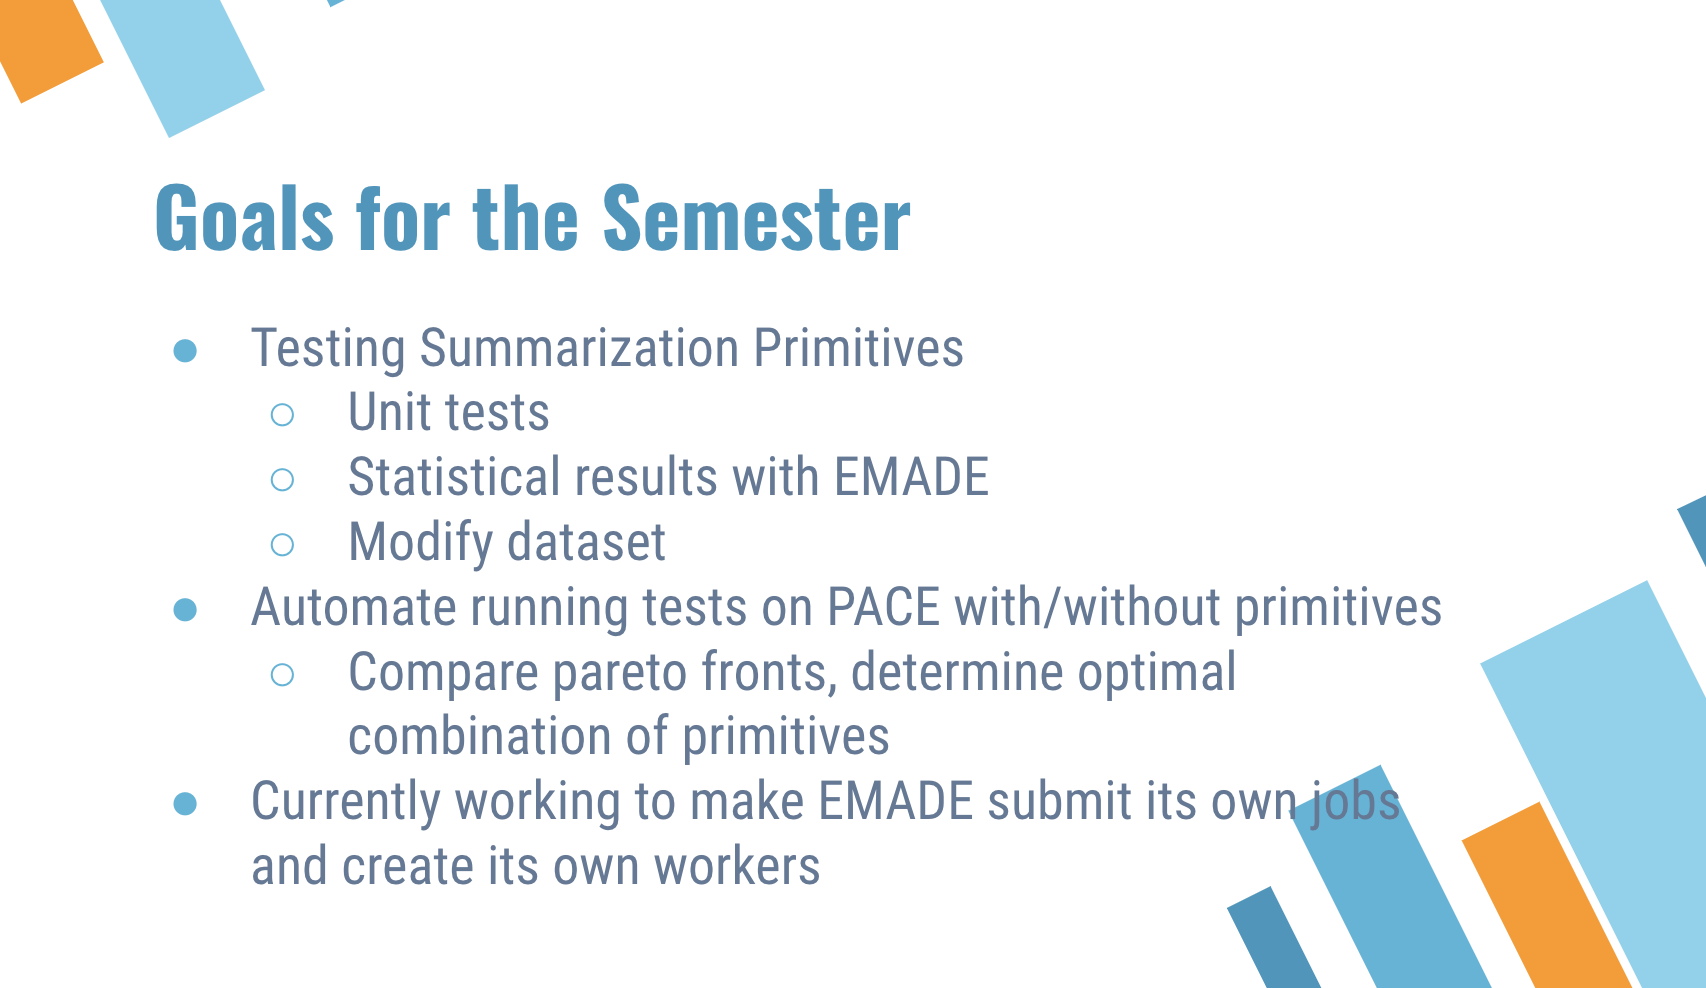 Goals for the Semester
● Testing Summarization Primitives
○ Unit tests
○ Statistical results with EMADE
○ Modify dataset
● Automate running tests on PACE with/without primitives
○ Compare pareto fronts, determine optimal
combination of primitives
● Currently working to make EMADE submit its own jobs
and create its own workers